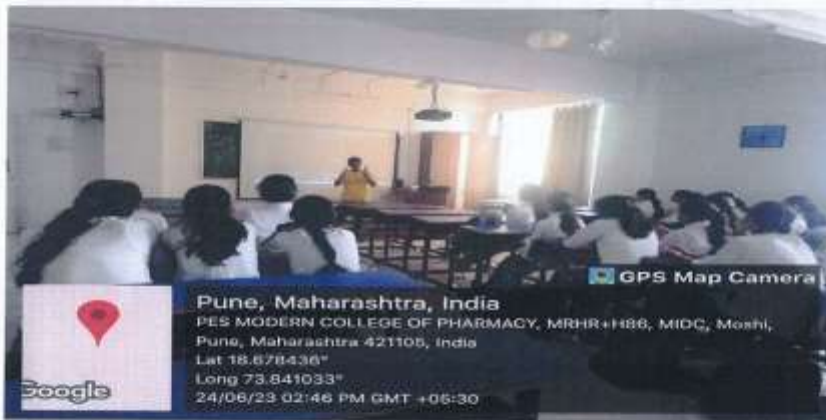 GPS Map Camera
Pune, Maharashtra, India
PES MODERN COLLEGE OF PHARMACY, MRHR+H86, MIDC, Moshi,
Pune, Maharashtra 421105, India
Lat 18.678436°
Long 73.841033°
24/06/23 02:46 PM GMT +05:30
Google